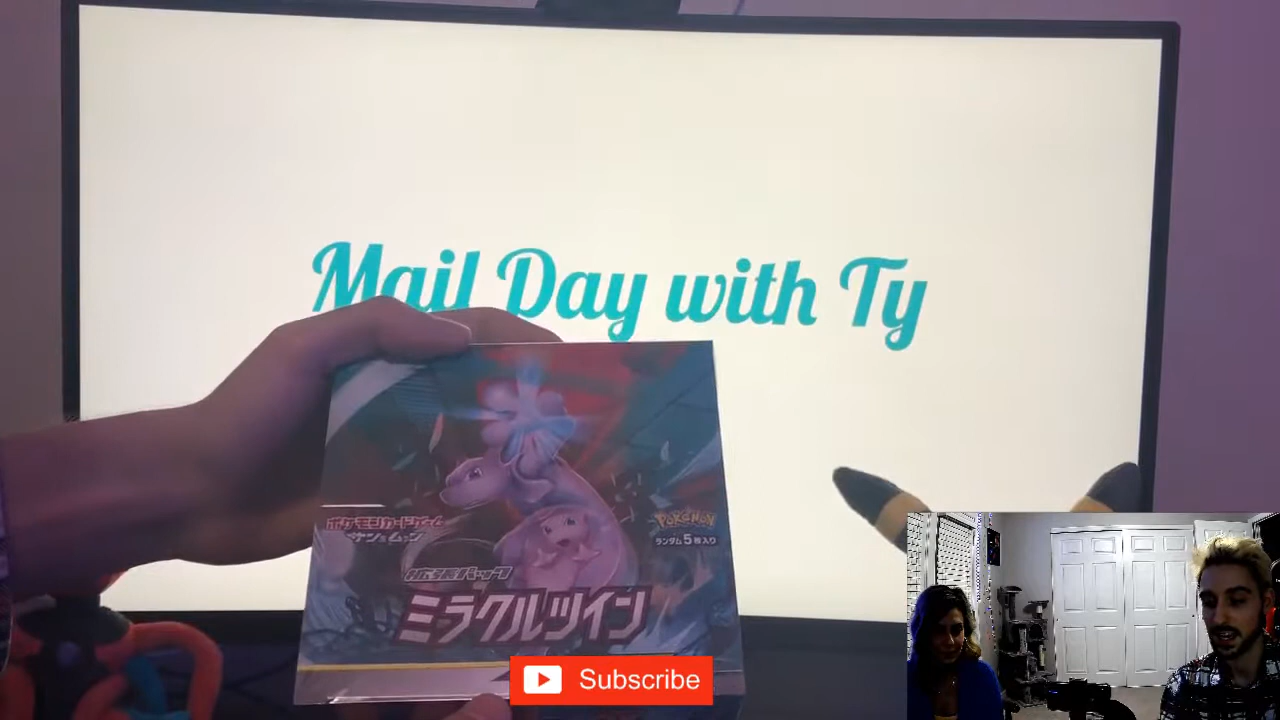 Mail Day with Ty
ポケモンカードゲーム
サン&ムーン
POKÉMON
ランダム5枚入り
拡張パック
ミラクルツイン
Subscribe